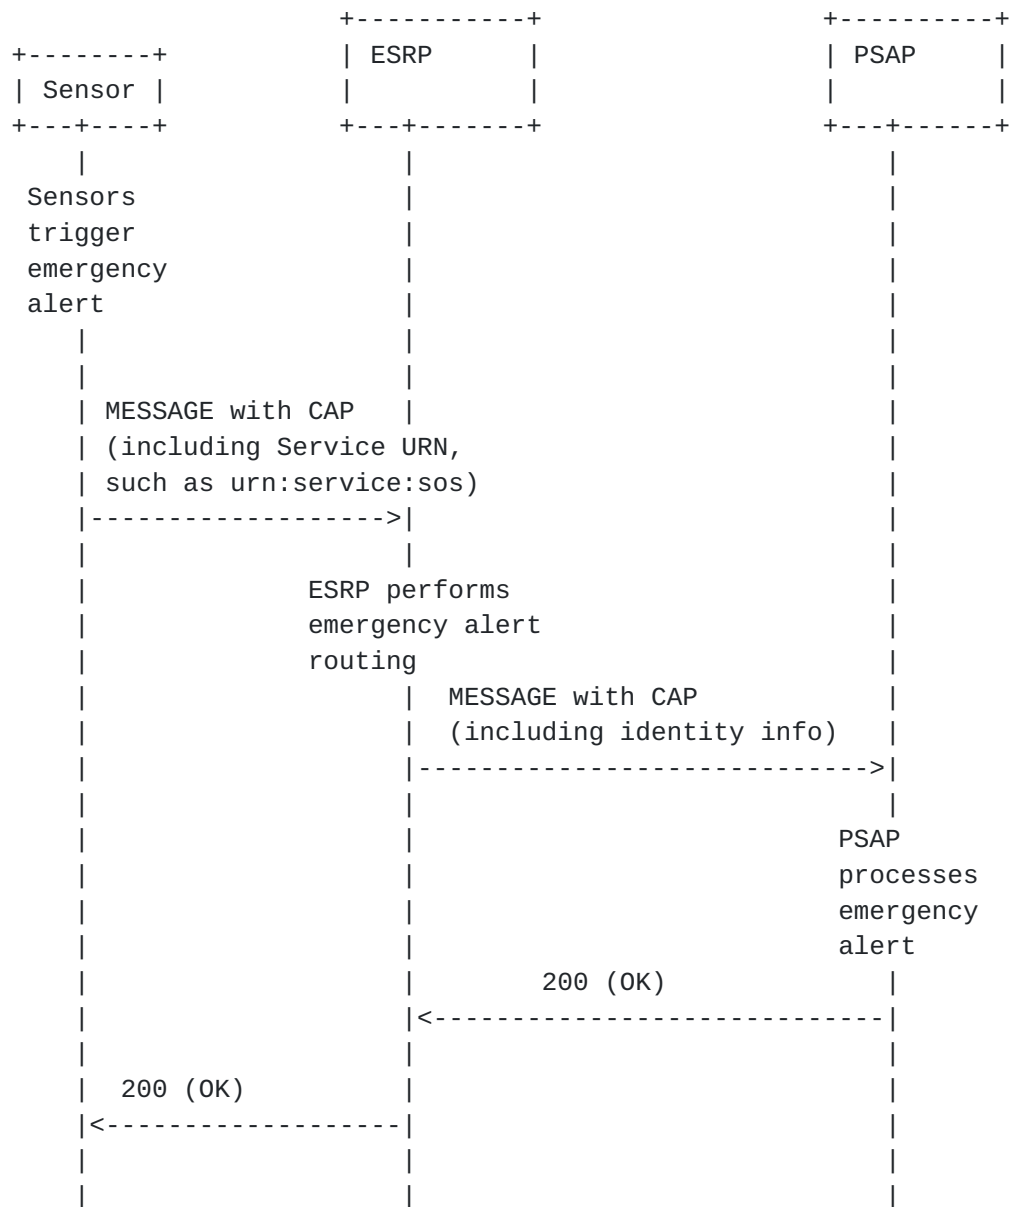 ESRP PSAP
Sensor
Sensors
trigger
emergency
alert
MESSAGE with CAP
(including Service URN,
such as urn:service:sos)
ESRP performs
emergency alert
routing
MESSAGE with CAP
(including identity info)
PSAP
processes
emergency
alert
200 (OK)
200 (OK)